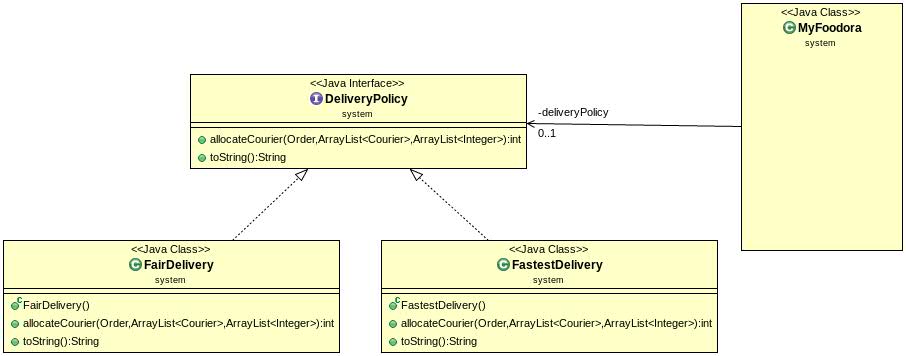 <<Java Class>>
MyFoodora
system
<<Java Interface>>
DeliveryPolicy
system
allocateCourier(Order,ArrayList<Courier>,ArrayList<Integer>):int
toString():String
-deliveryPolicy
0..1
<<Java Class>>
FairDelivery
system
FairDelivery()
allocateCourier(Order,ArrayList<Courier>,ArrayList<Integer>):int
toString():String
<<Java Class>>
FastestDelivery
system
FastestDelivery()
allocateCourier(Order,ArrayList<Courier>,ArrayList<Integer>):int
toString():String